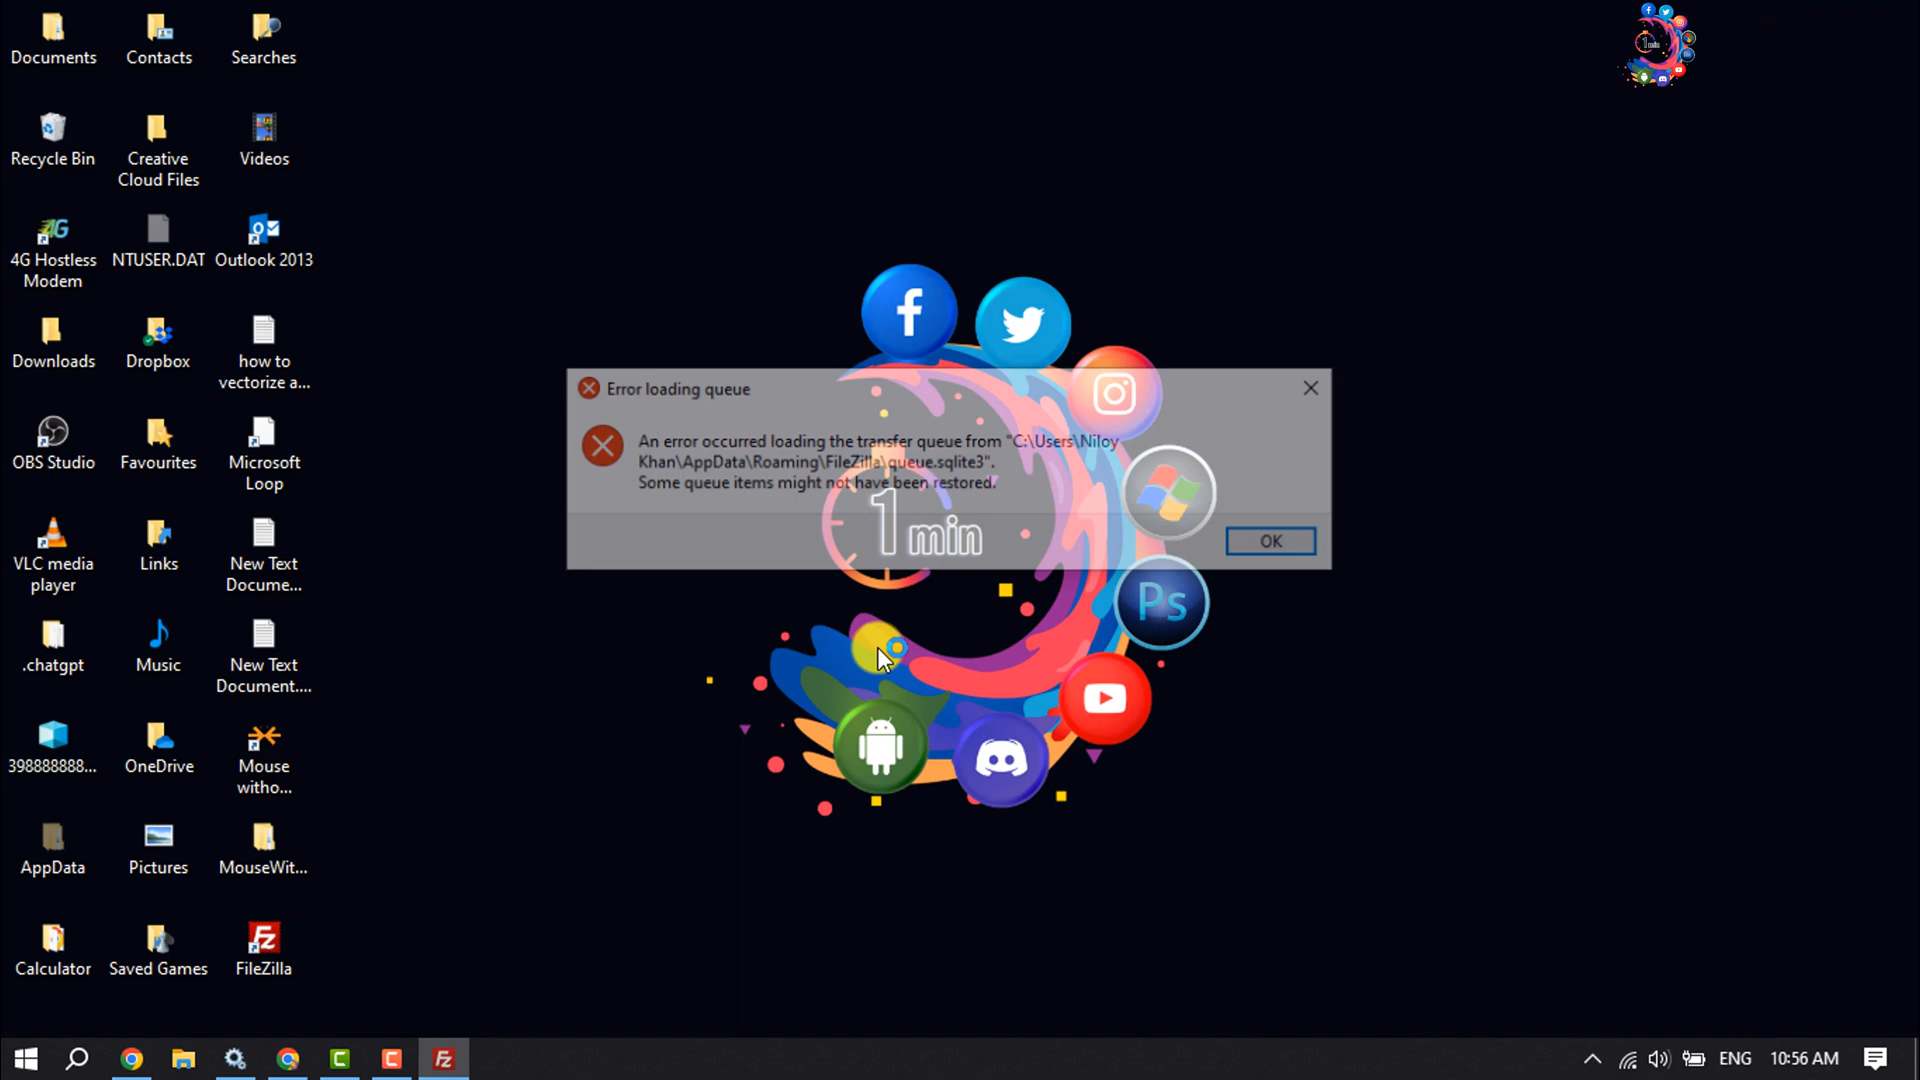 Documents
Contacts
Searches
Recycle Bin
Creative
Cloud Files
Videos
4G Hostless
Modem
NTUSER.DAT
Outlook 2013
Downloads
Dropbox
how to
vectorize a...
OBS Studio
Favourites
Microsoft
Loop
VLC media
player
Links
New Text
Docume...
.chatgpt
Music
New Text
Document....
398888888...
OneDrive
Mouse
witho...
AppData
Pictures
MouseWit...
Calculator
Saved Games
FileZilla
Error loading queue
An error occurred loading the transfer queue from "C:\Users\Niloy
Khan\AppData\Roaming\FileZilla\queue.sqlite3".
Some queue items might not have been restored.
OK
1 min
Ps
ENG
10:56 AM